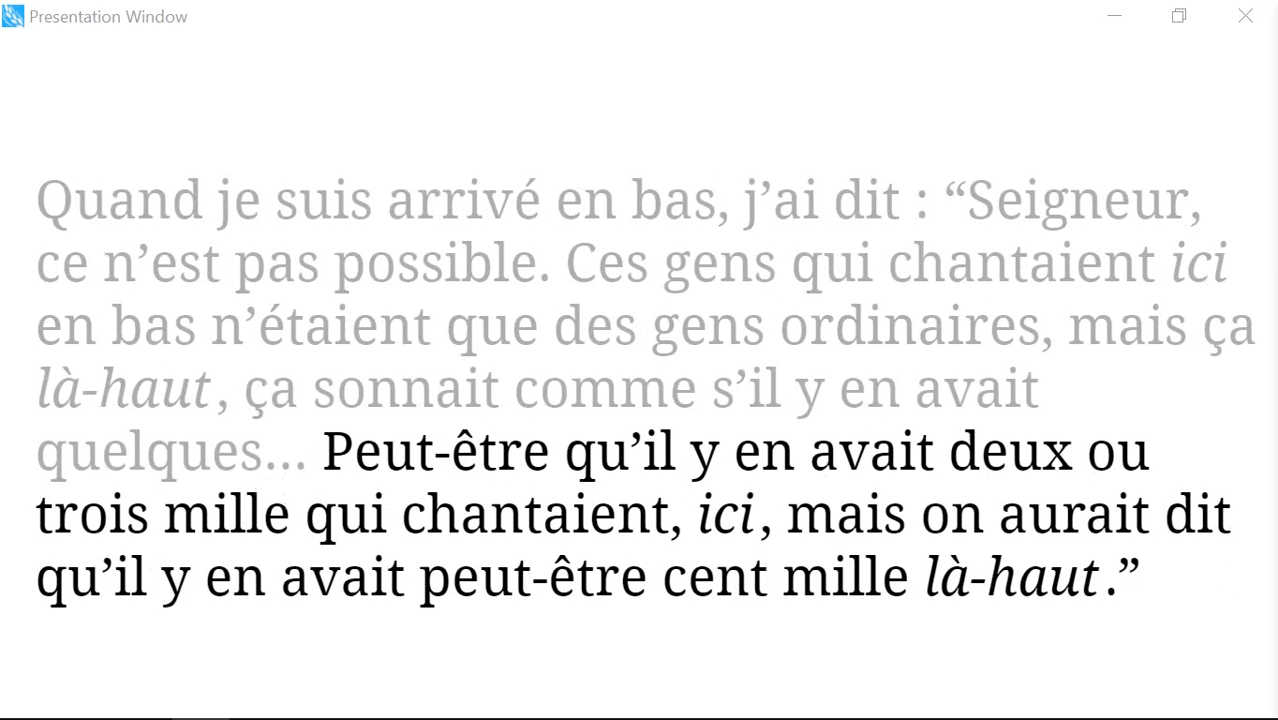 Presentation Window
Quand je suis arrivé en bas, j’ai dit : “Seigneur,
ce n’est pas possible. Ces gens qui chantaient ici
en bas n’étaient que des gens ordinaires, mais ça
là-haut, ça sonnait comme s’il y en avait
quelques… Peut-être qu’il y en avait deux ou
trois mille qui chantaient, ici, mais on aurait dit
qu’il y en avait peut-être cent mille là-haut.”